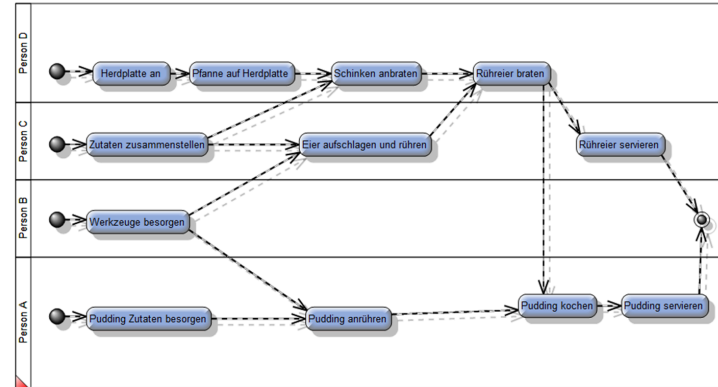 Person D
Herdplatte an
Pfanne auf Herdplatte
Schinken anbraten
Rühreier braten
Person C
Zutaten zusammenstellen
Eier aufschlagen und rühren
Rühreier servieren
Person B
Werkzeuge besorgen
Person A
Pudding Zutaten besorgen
Pudding anrühren
Pudding kochen
Pudding servieren